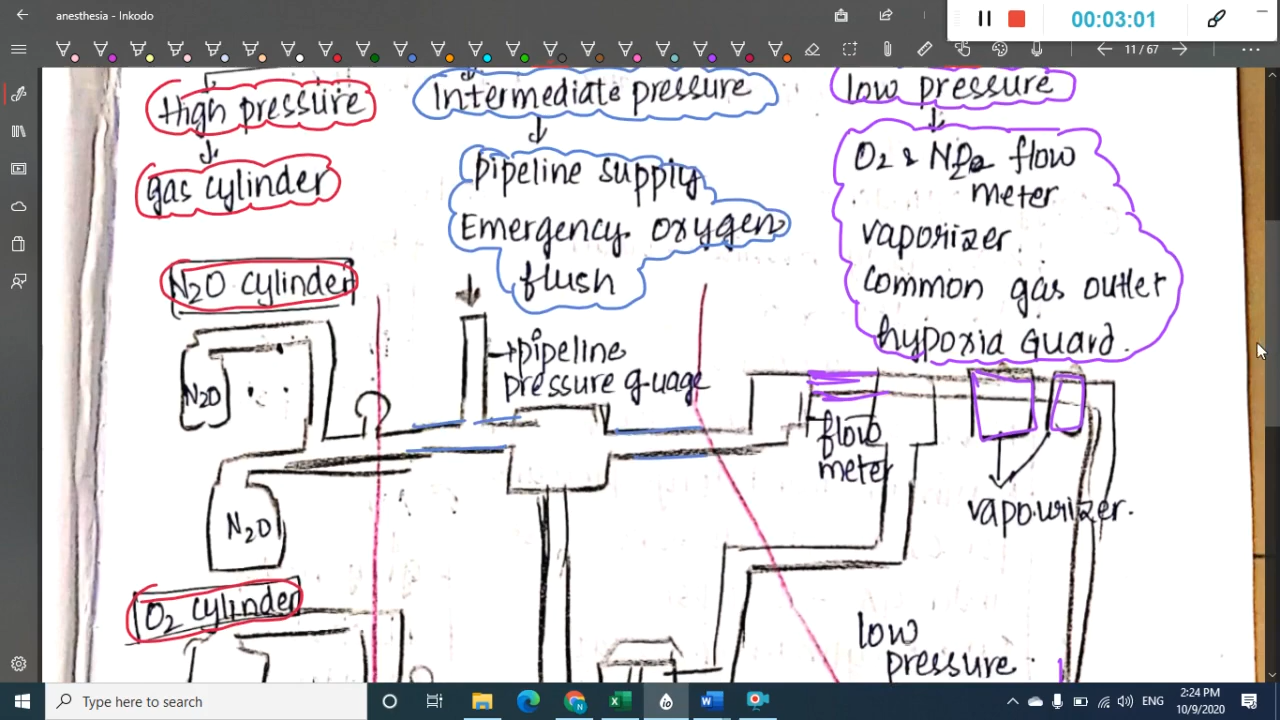 anesthesia - Inkodo
00:03:01
11 / 67
High pressure
gas cylinder
Intermediate pressure
pipeline supply
Emergency oxygen
flush
low pressure
O2 & N2O flow
meter
vaporizer.
common gas outlet
hypoxia guard.
N2O cylinder
N2O
N2O
O2 cylinder
pipeline
pressure guage
flow
meter
vapourizer.
low
pressure
Type here to search
ENG
2:24 PM
10/9/2020